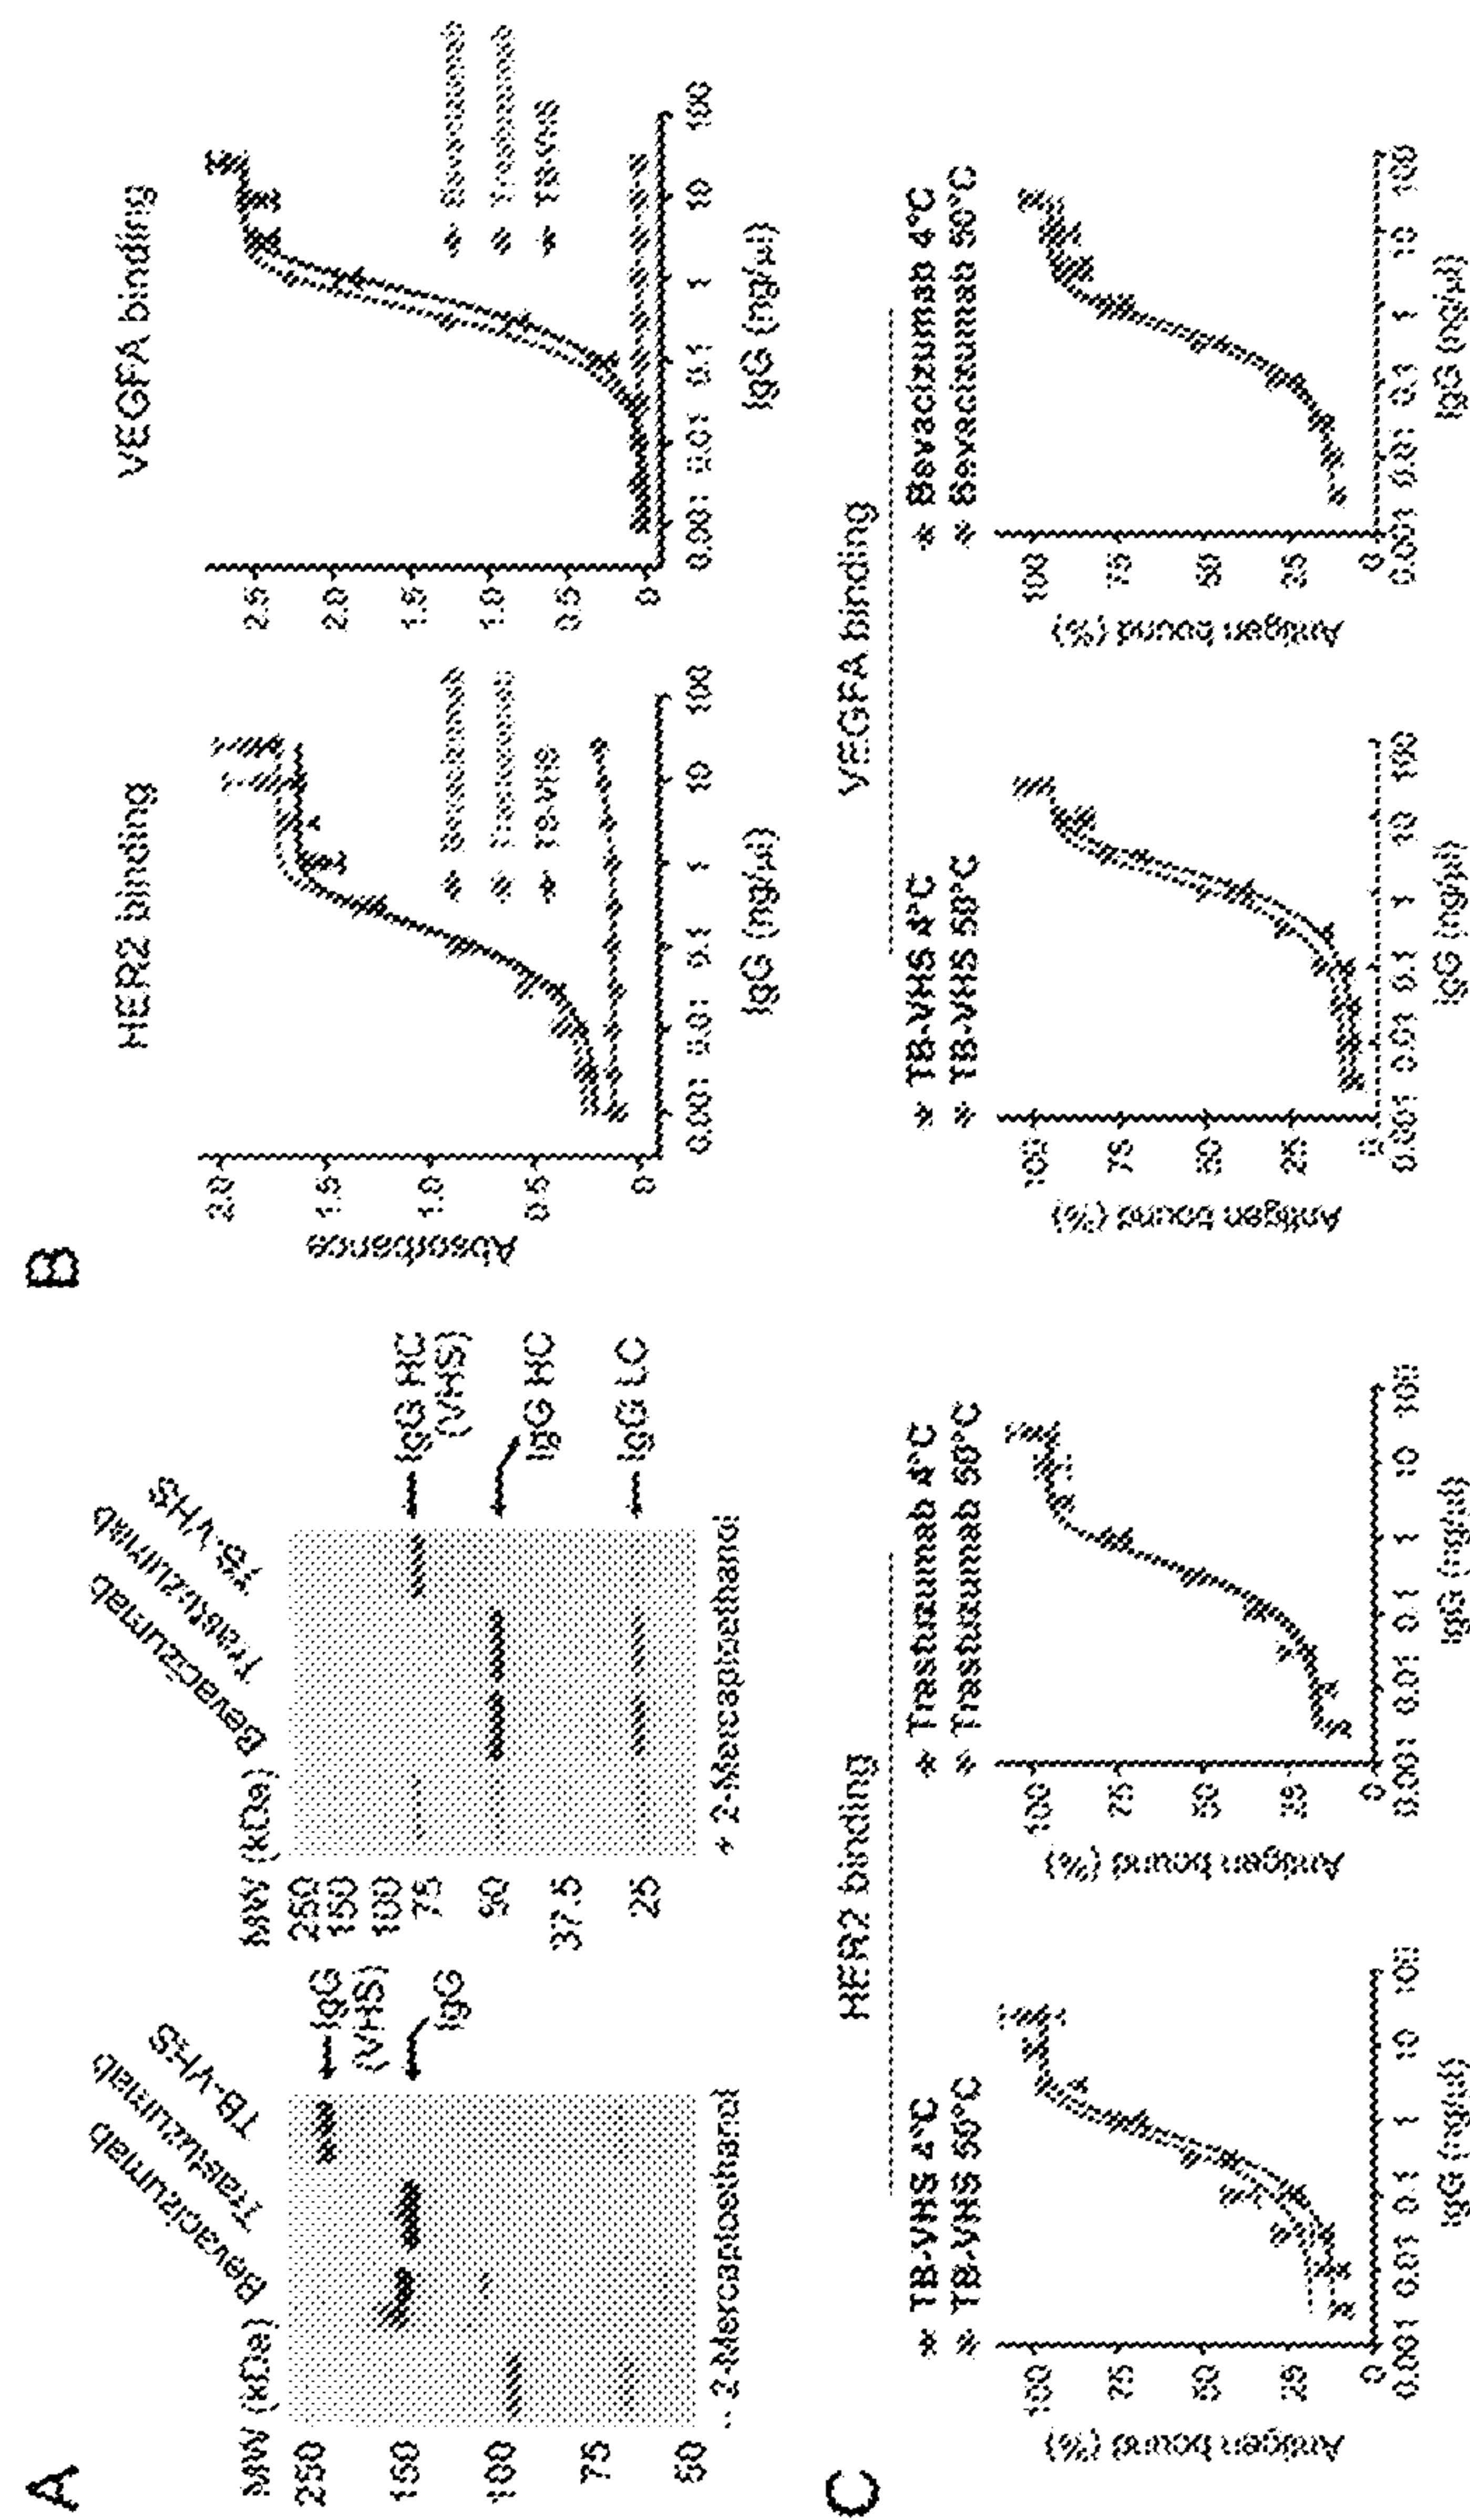 A
MW (kDa) Bevacizumab Trastuzumab TB-VHS
250
150
100
75
50
IgG
(VHS)
IgG
- 2-Mercaptoethanol
MW (kDa) Bevacizumab Trastuzumab TB-VHS
250
150
100
75
50
37.5
25
IgG HC
(VHS)
IgG HC
IgG LC
+ 2-Mercaptoethanol
B
HER2 binding
Absorbance
2.0
1.5
1.0
0.5
0
Bevacizumab
Trastuzumab
TB-VHS
0.001 0.01 0.1 1 10 100
IgG (ng/µl)
VEGFA binding
2.5
2.0
1.5
1.0
0.5
0
Bevacizumab
Trastuzumab
TB-VHS
0.001 0.01 0.1 1 10 100
IgG (ng/µl)
C
HER2 binding
TB-VHS 4°C
TB-VHS 50°C
Antigen bound (%)
100
75
50
25
0
0.001 0.01 0.1 1 10 100
IgG (ng/µl)
Trastuzumab 4°C
Trastuzumab 50°C
Antigen bound (%)
100
75
50
25
0
0.001 0.01 0.1 1 10 100
IgG (ng/µl)
VEGFA binding
TB-VHS 4°C
TB-VHS 50°C
Antigen bound (%)
100
75
50
25
0
0.001 0.01 0.1 1 10 100
IgG (ng/µl)
Bevacizumab 4°C
Bevacizumab 50°C
Antigen bound (%)
100
75
50
25
0
0.001 0.01 0.1 1 10 100
IgG (ng/µl)